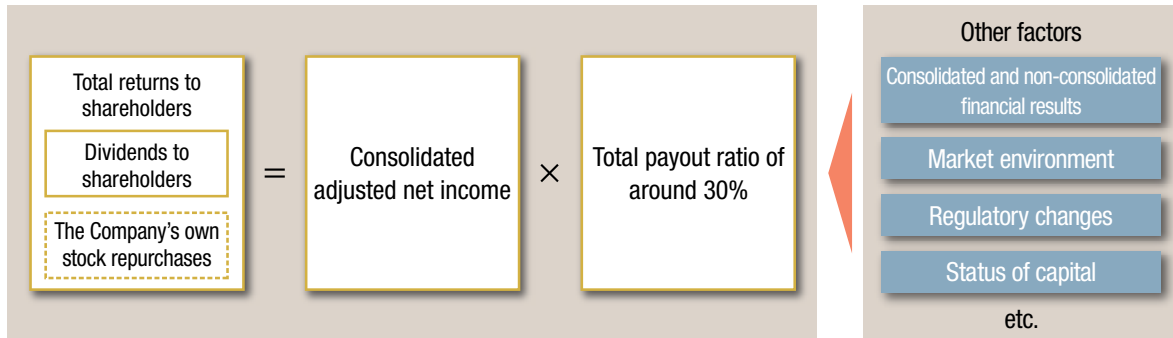 Total returns to
shareholders
Dividends to
shareholders
The Company’s own
stock repurchases
=
Consolidated
adjusted net income
×
Total payout ratio of
around 30%
Other factors
Consolidated and non-consolidated
financial results
Market environment
Regulatory changes
Status of capital
etc.